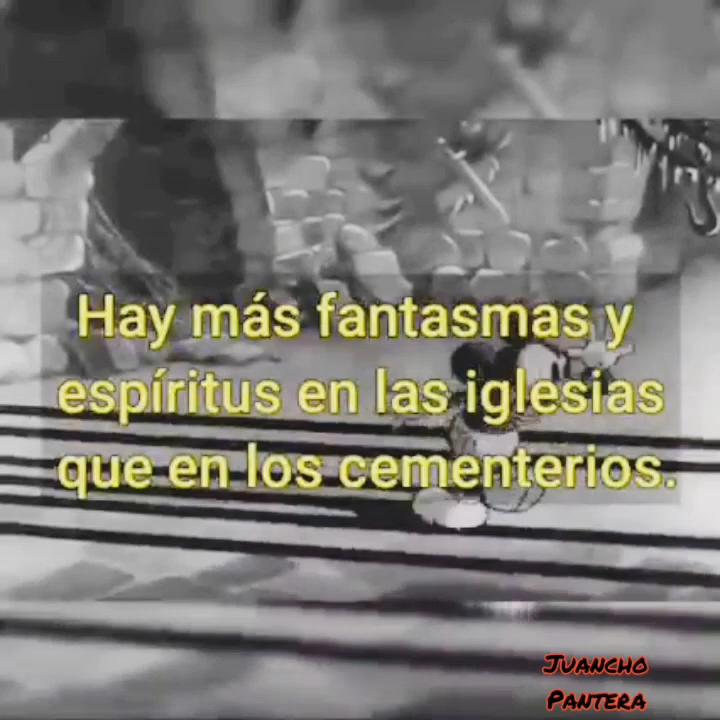 Hay más fantasmas y
espíritus en las iglesias
que en los cementerios.
Juancho
Pantera